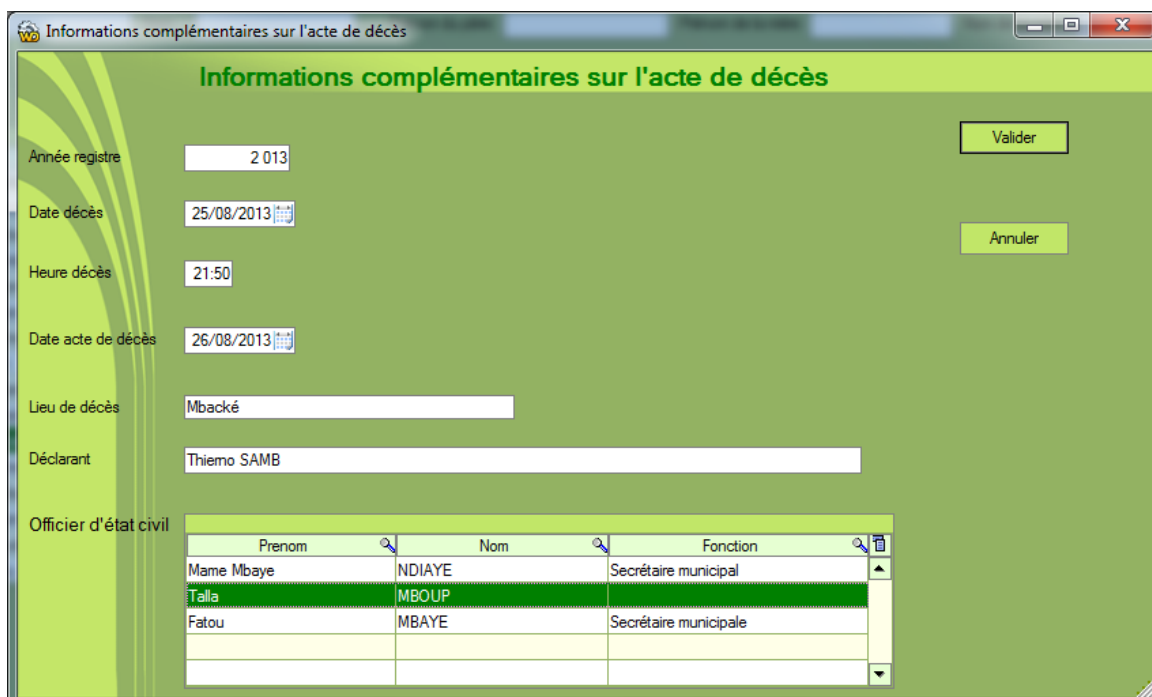 Informations complémentaires sur l'acte de décès
Informations complémentaires sur l'acte de décès
Valider
Année registre 2 013
Date décès 25/08/2013
Annuler
Heure décès 21:50
Date acte de décès 26/08/2013
Lieu de décès Mbacké
Déclarant Thierno SAMB
Officier d'état civil
Prenom Nom Fonction
Mame Mbaye NDIAYE Secrétaire municipal
Talla MBOUP
Fatou MBAYE Secrétaire municipale